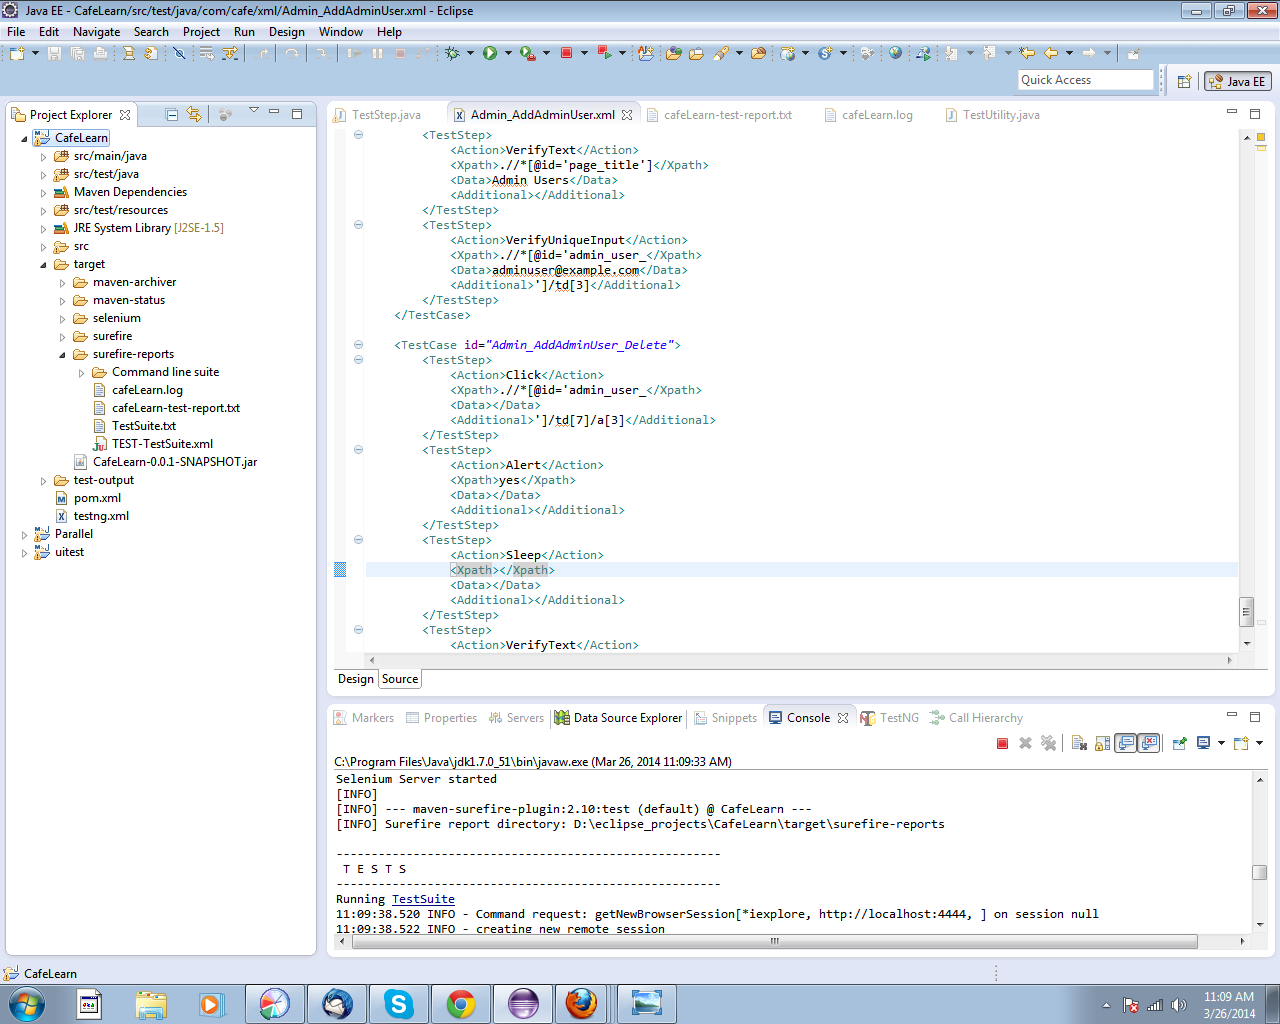 Java EE - CafeLearn/src/test/java/com/cafe/xml/Admin_AddAdminUser.xml - Eclipse
File Edit Navigate Search Project Run Design Window Help
Quick Access
Java EE
Project Explorer
CafeLearn
src/main/java
src/test/java
Maven Dependencies
src/test/resources
JRE System Library [J2SE-1.5]
src
target
maven-archiver
maven-status
selenium
surefire
surefire-reports
Command line suite
cafeLearn.log
cafeLearn-test-report.txt
TestSuite.txt
TEST-TestSuite.xml
CafeLearn-0.0.1-SNAPSHOT.jar
test-output
pom.xml
testng.xml
Parallel
uitest
TestStep.java Admin_AddAdminUser.xml cafeLearn-test-report.txt cafeLearn.log TestUtility.java
<TestStep>
<Action>VerifyText</Action>
<Xpath>.//*[@id='page_title']</Xpath>
<Data>Admin Users</Data>
<Additional></Additional>
</TestStep>
<TestStep>
<Action>VerifyUniqueInput</Action>
<Xpath>.//*[@id='admin_user_</Xpath>
<Data>adminuser@example.com</Data>
<Additional>']/td[3]</Additional>
</TestStep>
</TestCase>
<TestCase id="Admin_AddAdminUser_Delete">
<TestStep>
<Action>Click</Action>
<Xpath>.//*[@id='admin_user_</Xpath>
<Data></Data>
<Additional>']/td[7]/a[3]</Additional>
</TestStep>
<TestStep>
<Action>Alert</Action>
<Xpath>yes</Xpath>
<Data></Data>
<Additional></Additional>
</TestStep>
<TestStep>
<Action>Sleep</Action>
<Xpath></Xpath>
<Data></Data>
<Additional></Additional>
</TestStep>
<TestStep>
<Action>VerifyText</Action>
Design Source
Markers Properties Servers Data Source Explorer Snippets Console TestNG Call Hierarchy
C:\Program Files\Java\jdk1.7.0_51\bin\javaw.exe (Mar 26, 2014 11:09:33 AM)
Selenium Server started
[INFO]
[INFO] --- maven-surefire-plugin:2.10:test (default) @ CafeLearn ---
[INFO] Surefire report directory: D:\eclipse_projects\CafeLearn\target\surefire-reports
-------------------------------------------------------
T E S T S
-------------------------------------------------------
Running TestSuite
11:09:38.520 INFO - Command request: getNewBrowserSession[*iexplore, http://localhost:4444, ] on session null
11:09:38.522 INFO - creating new remote session
CafeLearn
11:09 AM
3/26/2014